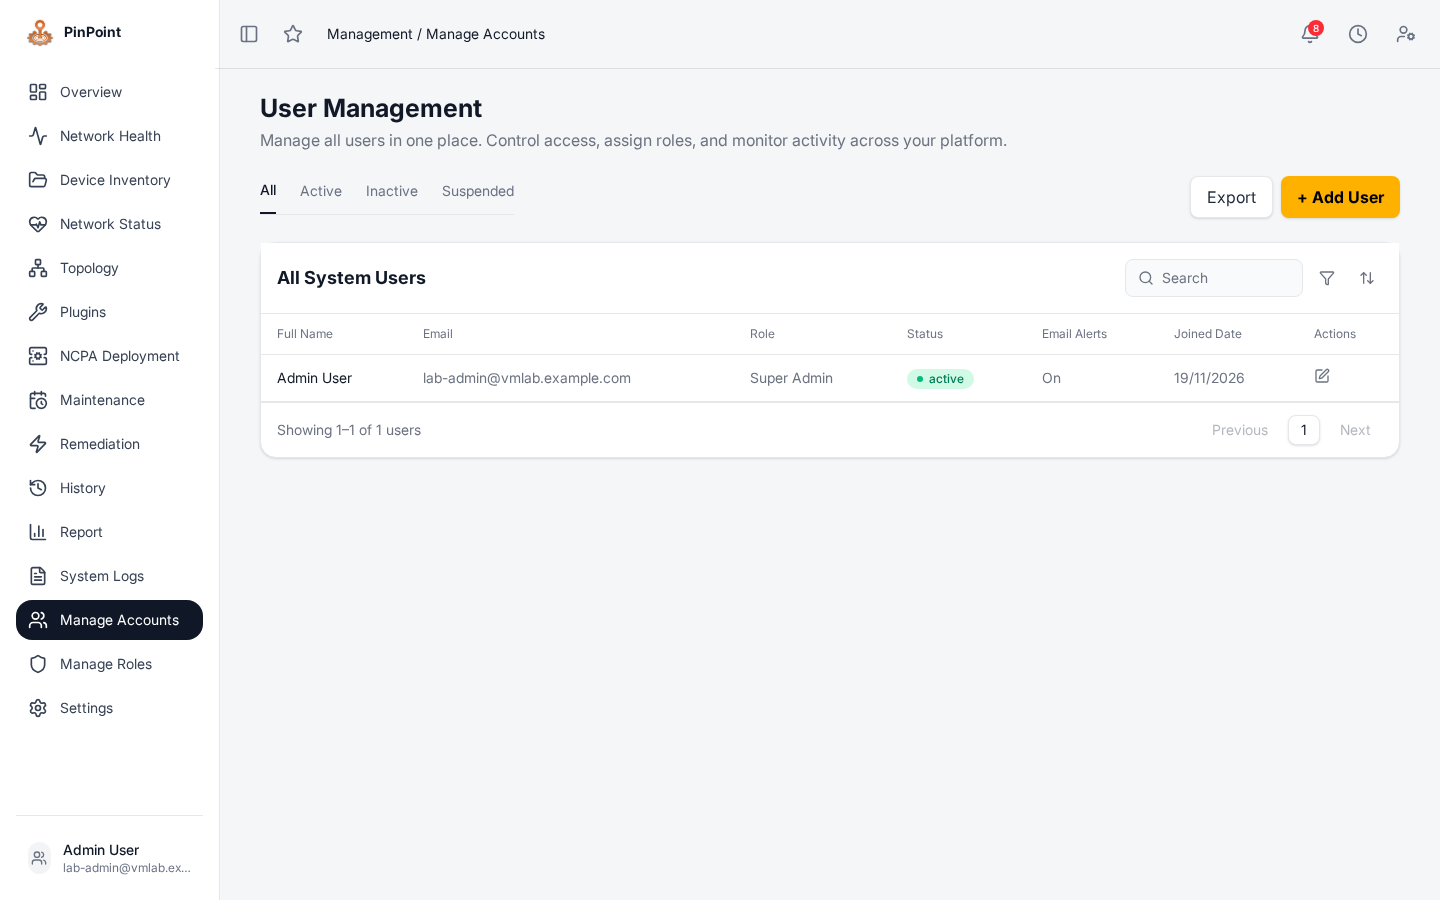 PinPoint
Management / Manage Accounts
8
Overview
Network Health
Device Inventory
Network Status
Topology
Plugins
NCPA Deployment
Maintenance
Remediation
History
Report
System Logs
Manage Accounts
Manage Roles
Settings
Admin User
lab-admin@vmlab.ex...
User Management
Manage all users in one place. Control access, assign roles, and monitor activity across your platform.
All Active Inactive Suspended
Export + Add User
All System Users
Search
Full Name Email Role Status Email Alerts Joined Date Actions
Admin User lab-admin@vmlab.example.com Super Admin active On 19/11/2026
Showing 1–1 of 1 users
Previous 1 Next